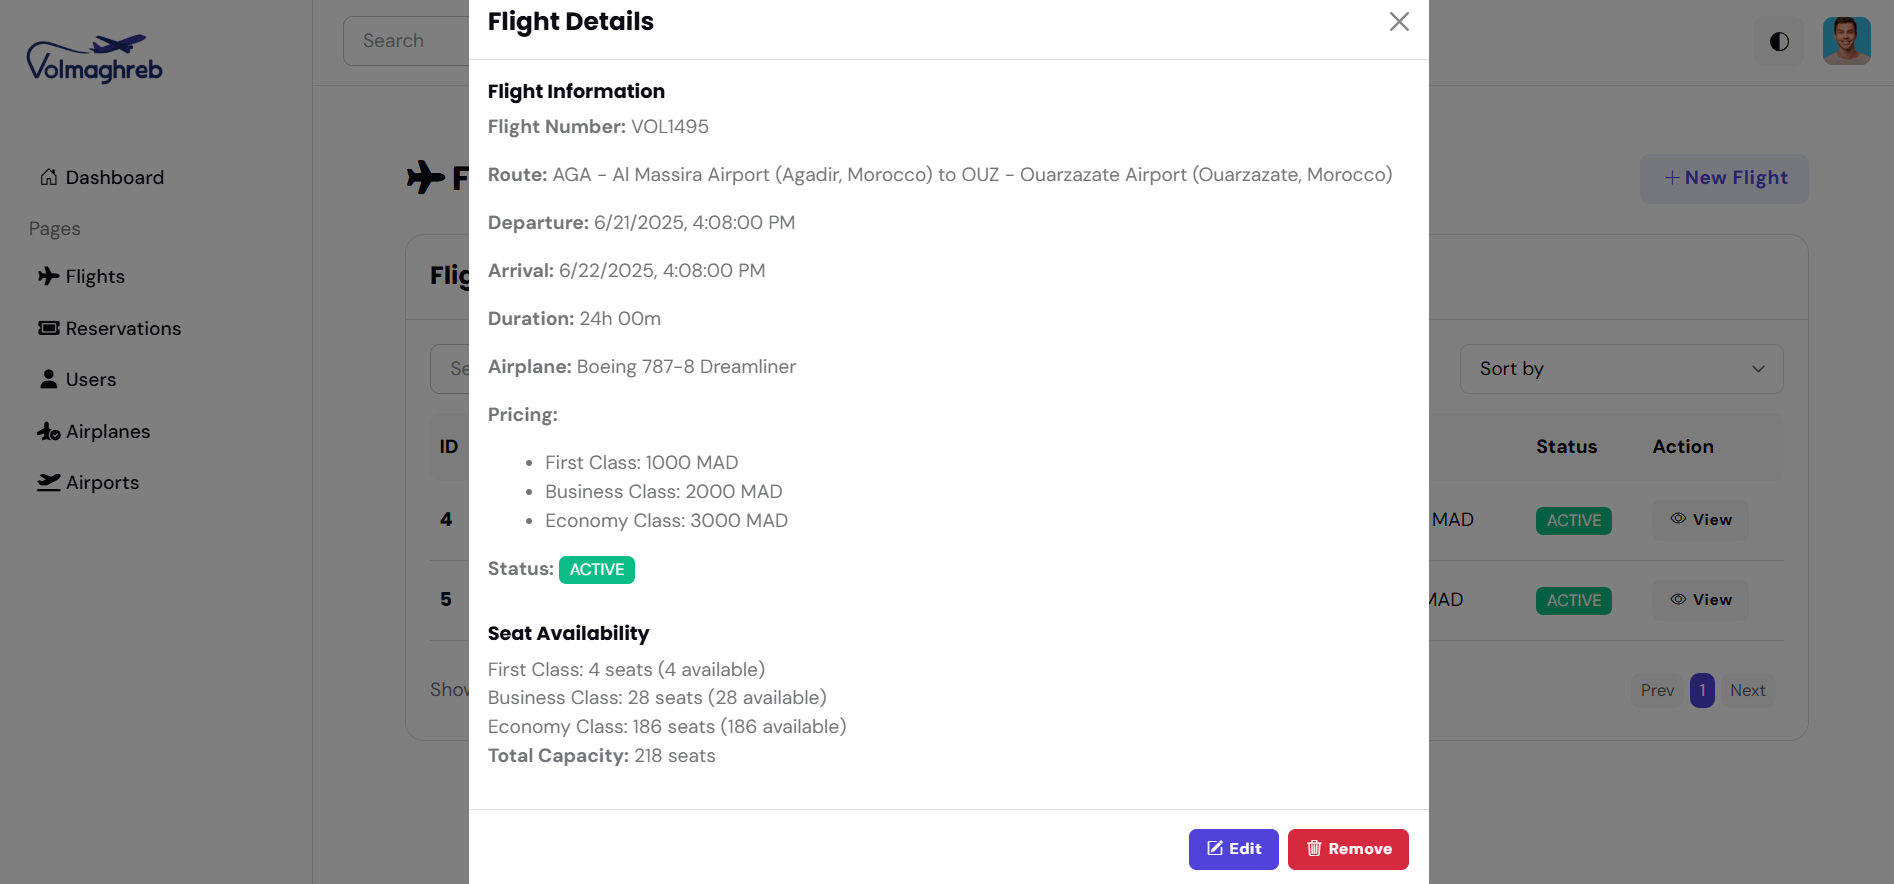 Volmaghreb
Search
Dashboard
Pages
Flights
Reservations
Users
Airplanes
Airports
New Flight
Sort by
ID
Status
Action
4
MAD
ACTIVE
View
5
MAD
ACTIVE
View
Prev
1
Next
Flight Details
Flight Information
Flight Number: VOL1495
Route: AGA - Al Massira Airport (Agadir, Morocco) to OUZ - Ouarzazate Airport (Ouarzazate, Morocco)
Departure: 6/21/2025, 4:08:00 PM
Arrival: 6/22/2025, 4:08:00 PM
Duration: 24h 00m
Airplane: Boeing 787-8 Dreamliner
Pricing:
• First Class: 1000 MAD
• Business Class: 2000 MAD
• Economy Class: 3000 MAD
Status: ACTIVE
Seat Availability
First Class: 4 seats (4 available)
Business Class: 28 seats (28 available)
Economy Class: 186 seats (186 available)
Total Capacity: 218 seats
Edit
Remove